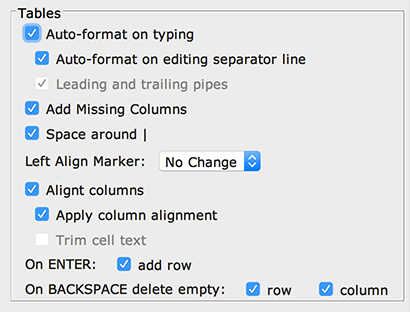 Tables
Auto-format on typing
Auto-format on editing separator line
Leading and trailing pipes
Add Missing Columns
Space around |
Left Align Marker: No Change
Alignt columns
Apply column alignment
Trim cell text
On ENTER: add row
On BACKSPACE delete empty: row column